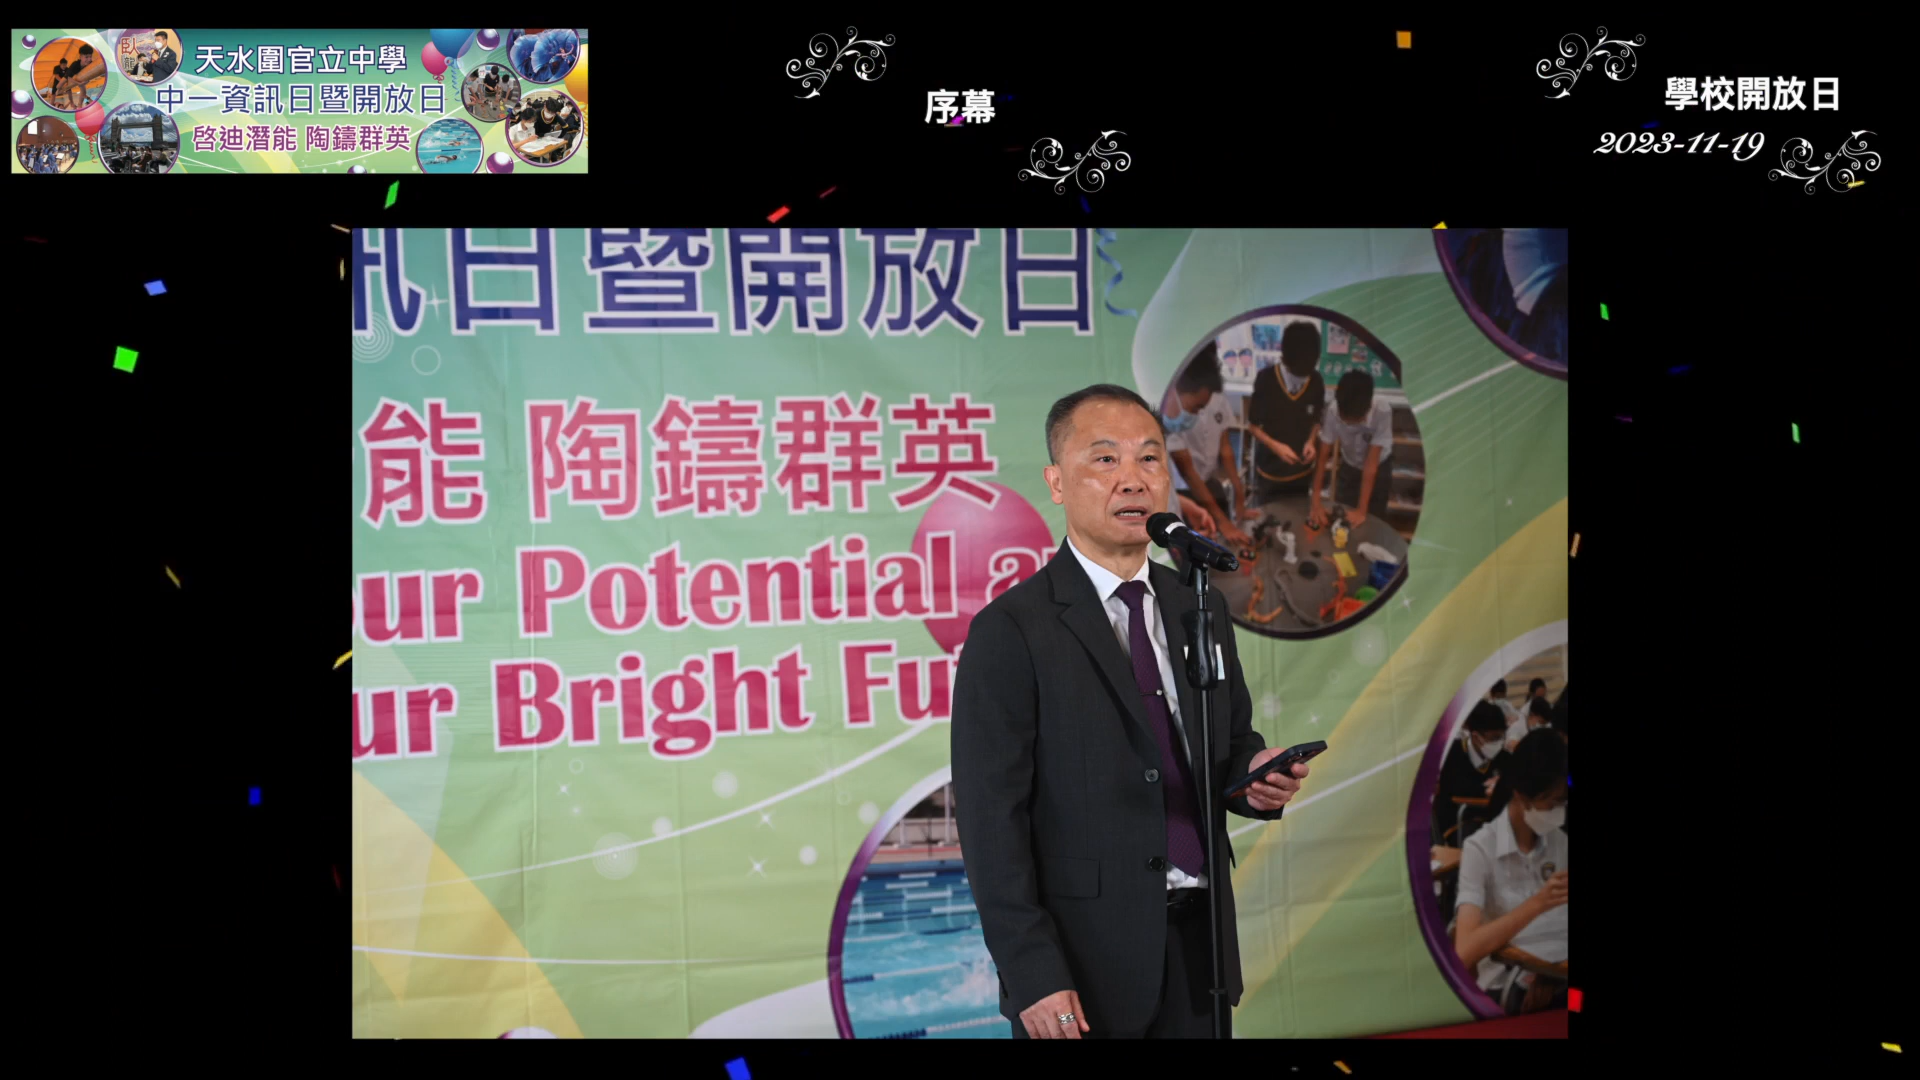 天水圍官立中學
中一資訊日暨開放日
啓迪潛能 陶鑄群英
序幕
學校開放日
2023-11-19
訊日暨開放日
能 陶鑄群英
our Potential a
ur Bright Fu